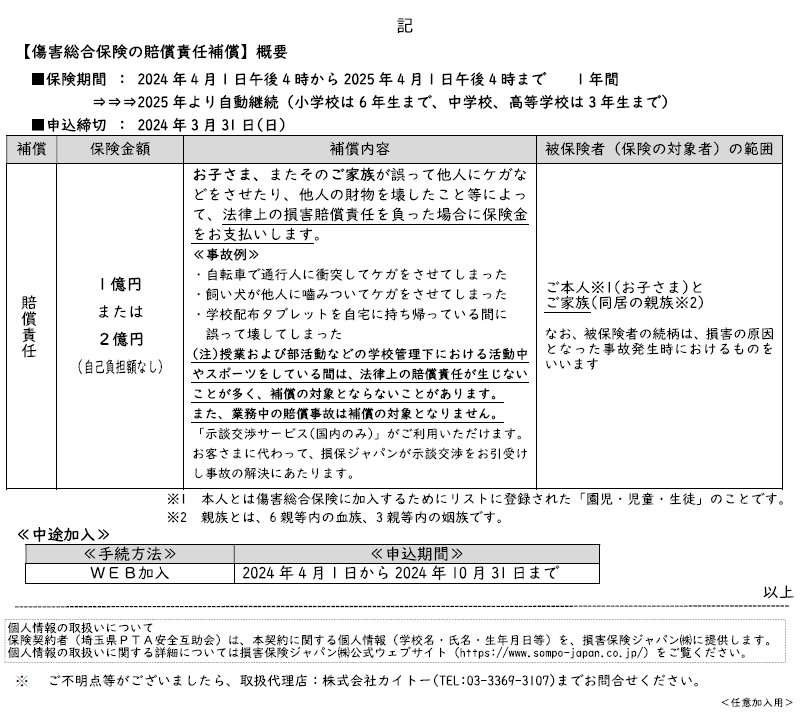 記
【傷害総合保険の賠償責任補償】概要
■保険期間 ： 2024年4月1日午後4時から2025年4月1日午後4時まで　　1年間
⇒⇒⇒2025年より自動継続（小学校は6年生まで、中学校、高等学校は3年生まで）
■申込締切 ： 2024年3月31日(日)
補償　保険金額　補償内容　被保険者（保険の対象者）の範囲
賠償責任
1億円
または
2億円
（自己負担額なし）
お子さま、またそのご家族が誤って他人にケガな
どをさせたり、他人の財物を壊したこと等によっ
て、法律上の損害賠償責任を負った場合に保険金
をお支払いします。
≪事故例≫
・自転車で通行人に衝突してケガをさせてしまった
・飼い犬が他人に噛みついてケガをさせてしまった
・学校配布タブレットを自宅に持ち帰っている間に
誤って壊してしまった
(注)授業および部活動などの学校管理下における活動中
やスポーツをしている間は、法律上の賠償責任が生じない
ことが多く、補償の対象とならないことがあります。
また、業務中の賠償事故は補償の対象となりません。
「示談交渉サービス(国内のみ)」がご利用いただけます。
お客さまに代わって、損保ジャパンが示談交渉をお引受け
し事故の解決にあたります。
ご本人※1(お子さま)と
ご家族(同居の親族※2)
なお、被保険者の続柄は、損害の原因
となった事故発生時におけるものを
いいます
※1　本人とは傷害総合保険に加入するためにリストに登録された「園児・児童・生徒」のことです。
※2　親族とは、6親等内の血族、3親等内の姻族です。
≪中途加入≫
≪手続方法≫　≪申込期間≫
ＷＥＢ加入　2024年4月1日から2024年10月31日まで
以上
個人情報の取扱いについて
保険契約者（埼玉県ＰＴＡ安全互助会）は、本契約に関する個人情報（学校名・氏名・生年月日等）を、損害保険ジャパン㈱に提供します。
個人情報の取扱いに関する詳細については損害保険ジャパン㈱公式ウェブサイト（https://www.sompo-japan.co.jp/）をご覧ください。
※　ご不明点等がございましたら、取扱代理店：株式会社カイトー(TEL:03-3369-3107)までお問合せください。
＜任意加入用＞